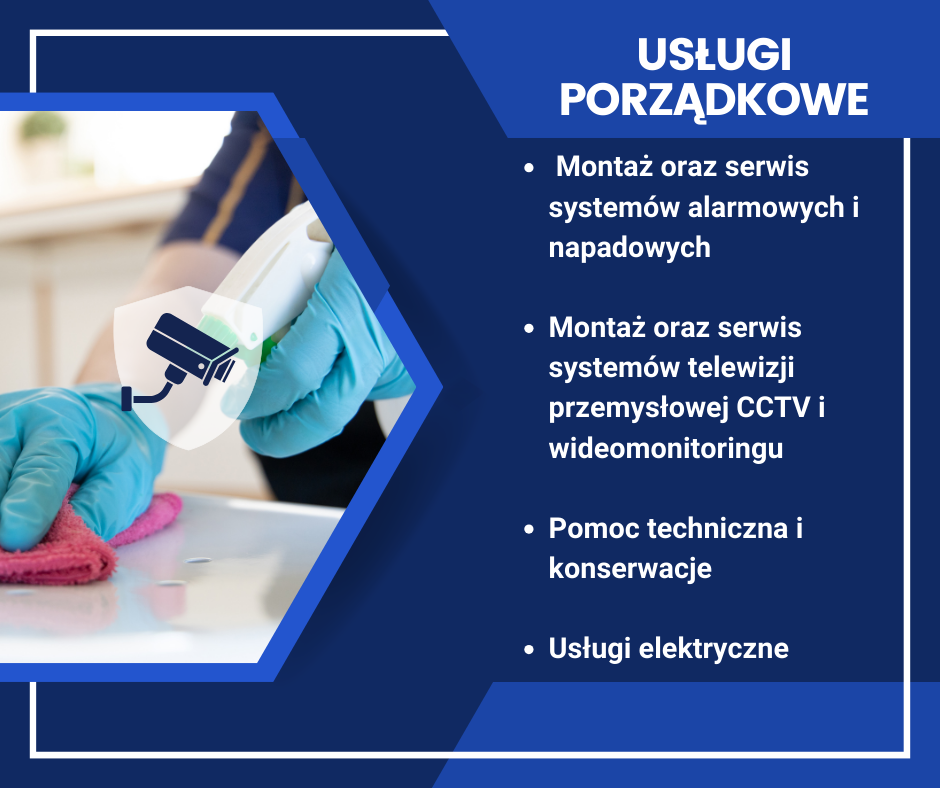 USŁUGI
PORZĄDKOWE
• Montaż oraz serwis
systemów alarmowych i
napadowych
• Montaż oraz serwis
systemów telewizji
przemysłowej CCTV i
wideomonitoringu
• Pomoc techniczna i
konserwacje
• Usługi elektryczne